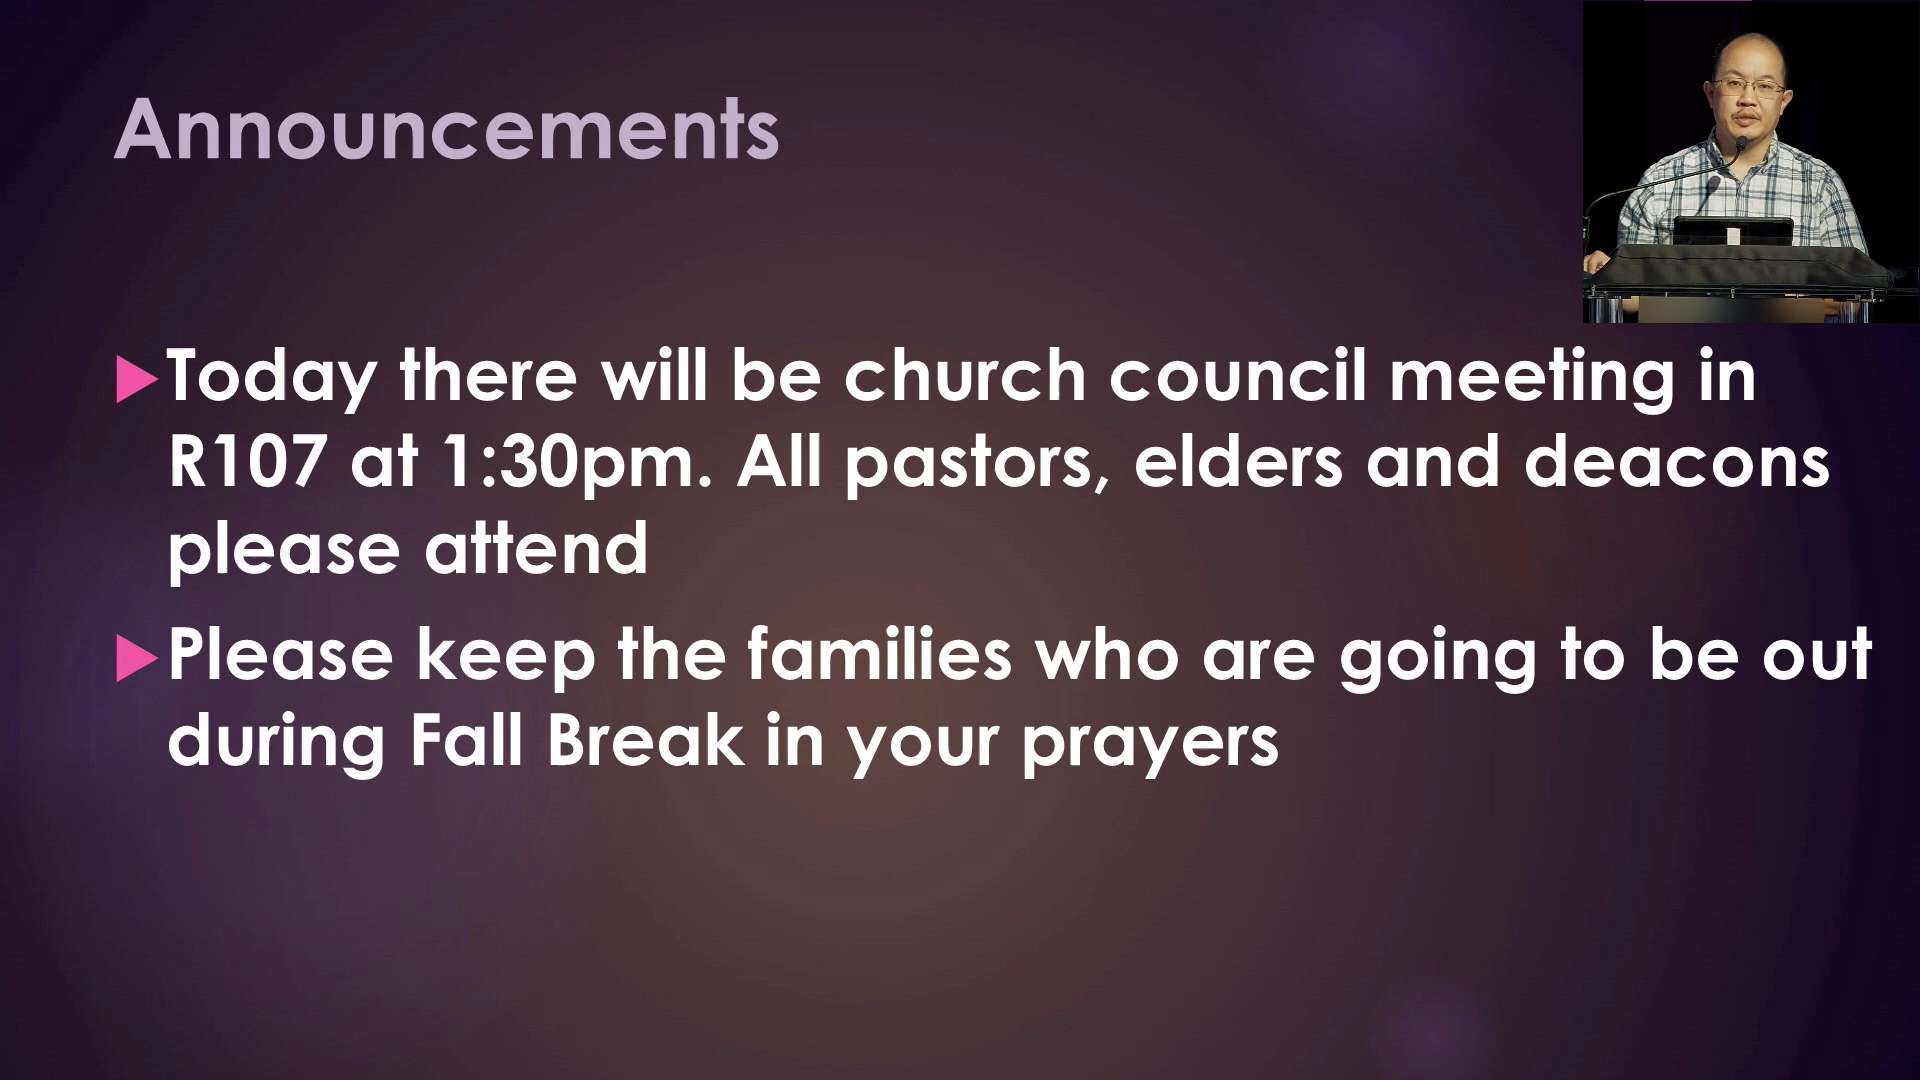 Announcements
Today there will be church council meeting in
R107 at 1:30pm. All pastors, elders and deacons
please attend
Please keep the families who are going to be out
during Fall Break in your prayers